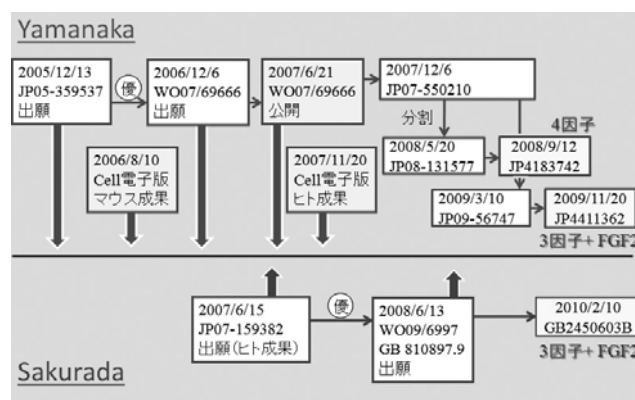 Yamanaka
2005/12/13
JP05-359537
出願
優
2006/12/6
WO07/69666
出願
2007/6/21
WO07/69666
公開
2007/12/6
JP07-550210
分割
4因子
2008/5/20
JP08-131577
2008/9/12
JP4183742
2006/8/10
Cell電子版
マウス成果
2007/11/20
Cell電子版
ヒト成果
2009/3/10
JP09-56747
2009/11/20
JP4411362
3因子+ FGF2
2007/6/15
JP07-159382
出願(ヒト成果)
優
2008/6/13
WO09/6997
GB 810897.9
出願
2010/2/10
GB2450603B
3因子+ FGF2
Sakurada